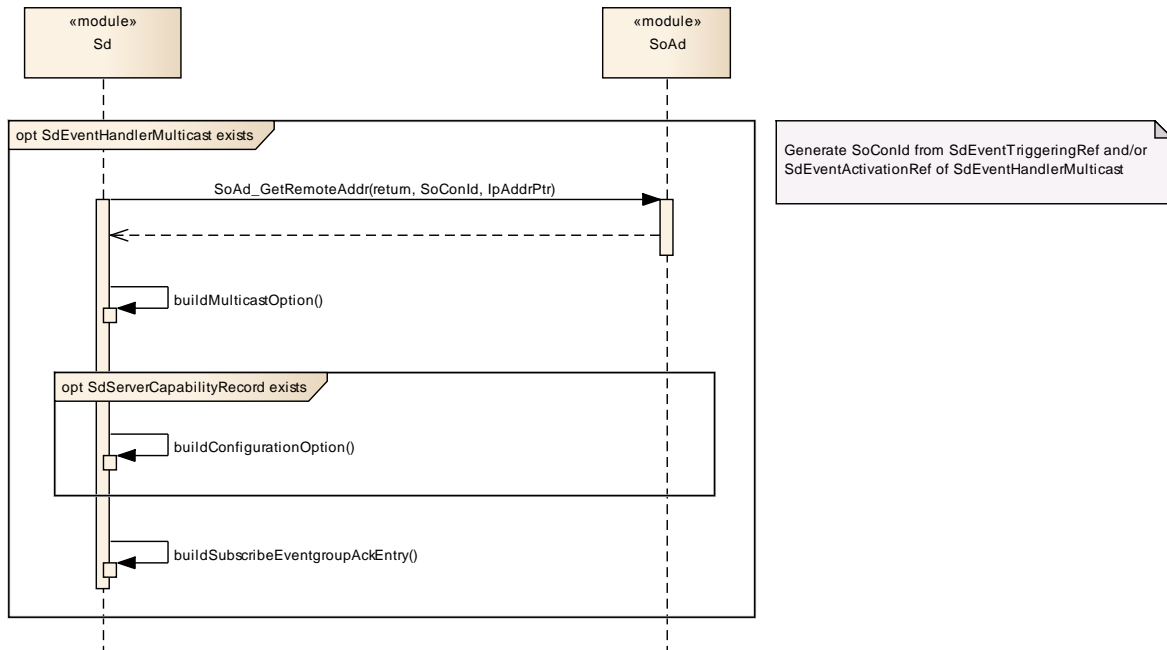 «module»
Sd
«module»
SoAd
opt SdEventHandlerMulticast exists
Generate SoConId from SdEventTriggeringRef and/or
SdEventActivationRef of SdEventHandlerMulticast
SoAd_GetRemoteAddr(return, SoConId, IpAddrPtr)
buildMulticastOption()
opt SdServerCapabilityRecord exists
buildConfigurationOption()
buildSubscribeEventgroupAckEntry()